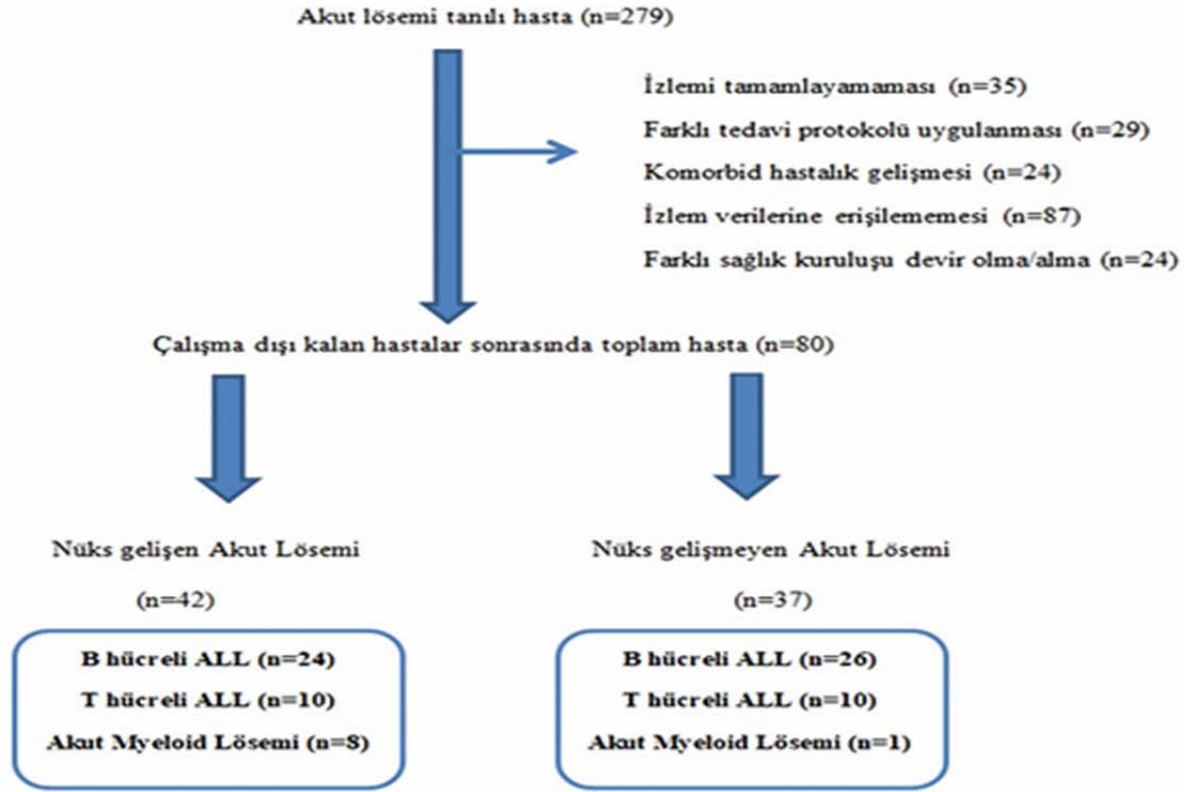 Akut lösemi tanılı hasta (n=279)
İzlemi tamamlayamaması (n=35)
Farklı tedavi protokolü uygulanması (n=29)
Komorbid hastalık gelişmesi (n=24)
İzlem verilerine erişilememesi (n=87)
Farklı sağlık kuruluşu devir olma/alma (n=24)
Çalışma dışı kalan hastalar sonrasında toplam hasta (n=80)
Nüks gelişen Akut Lösemi
(n=42)
B hücreli ALL (n=24)
T hücreli ALL (n=10)
Akut Myeloid Lösemi (n=8)
Nüks gelişmeyen Akut Lösemi
(n=37)
B hücreli ALL (n=26)
T hücreli ALL (n=10)
Akut Myeloid Lösemi (n=1)